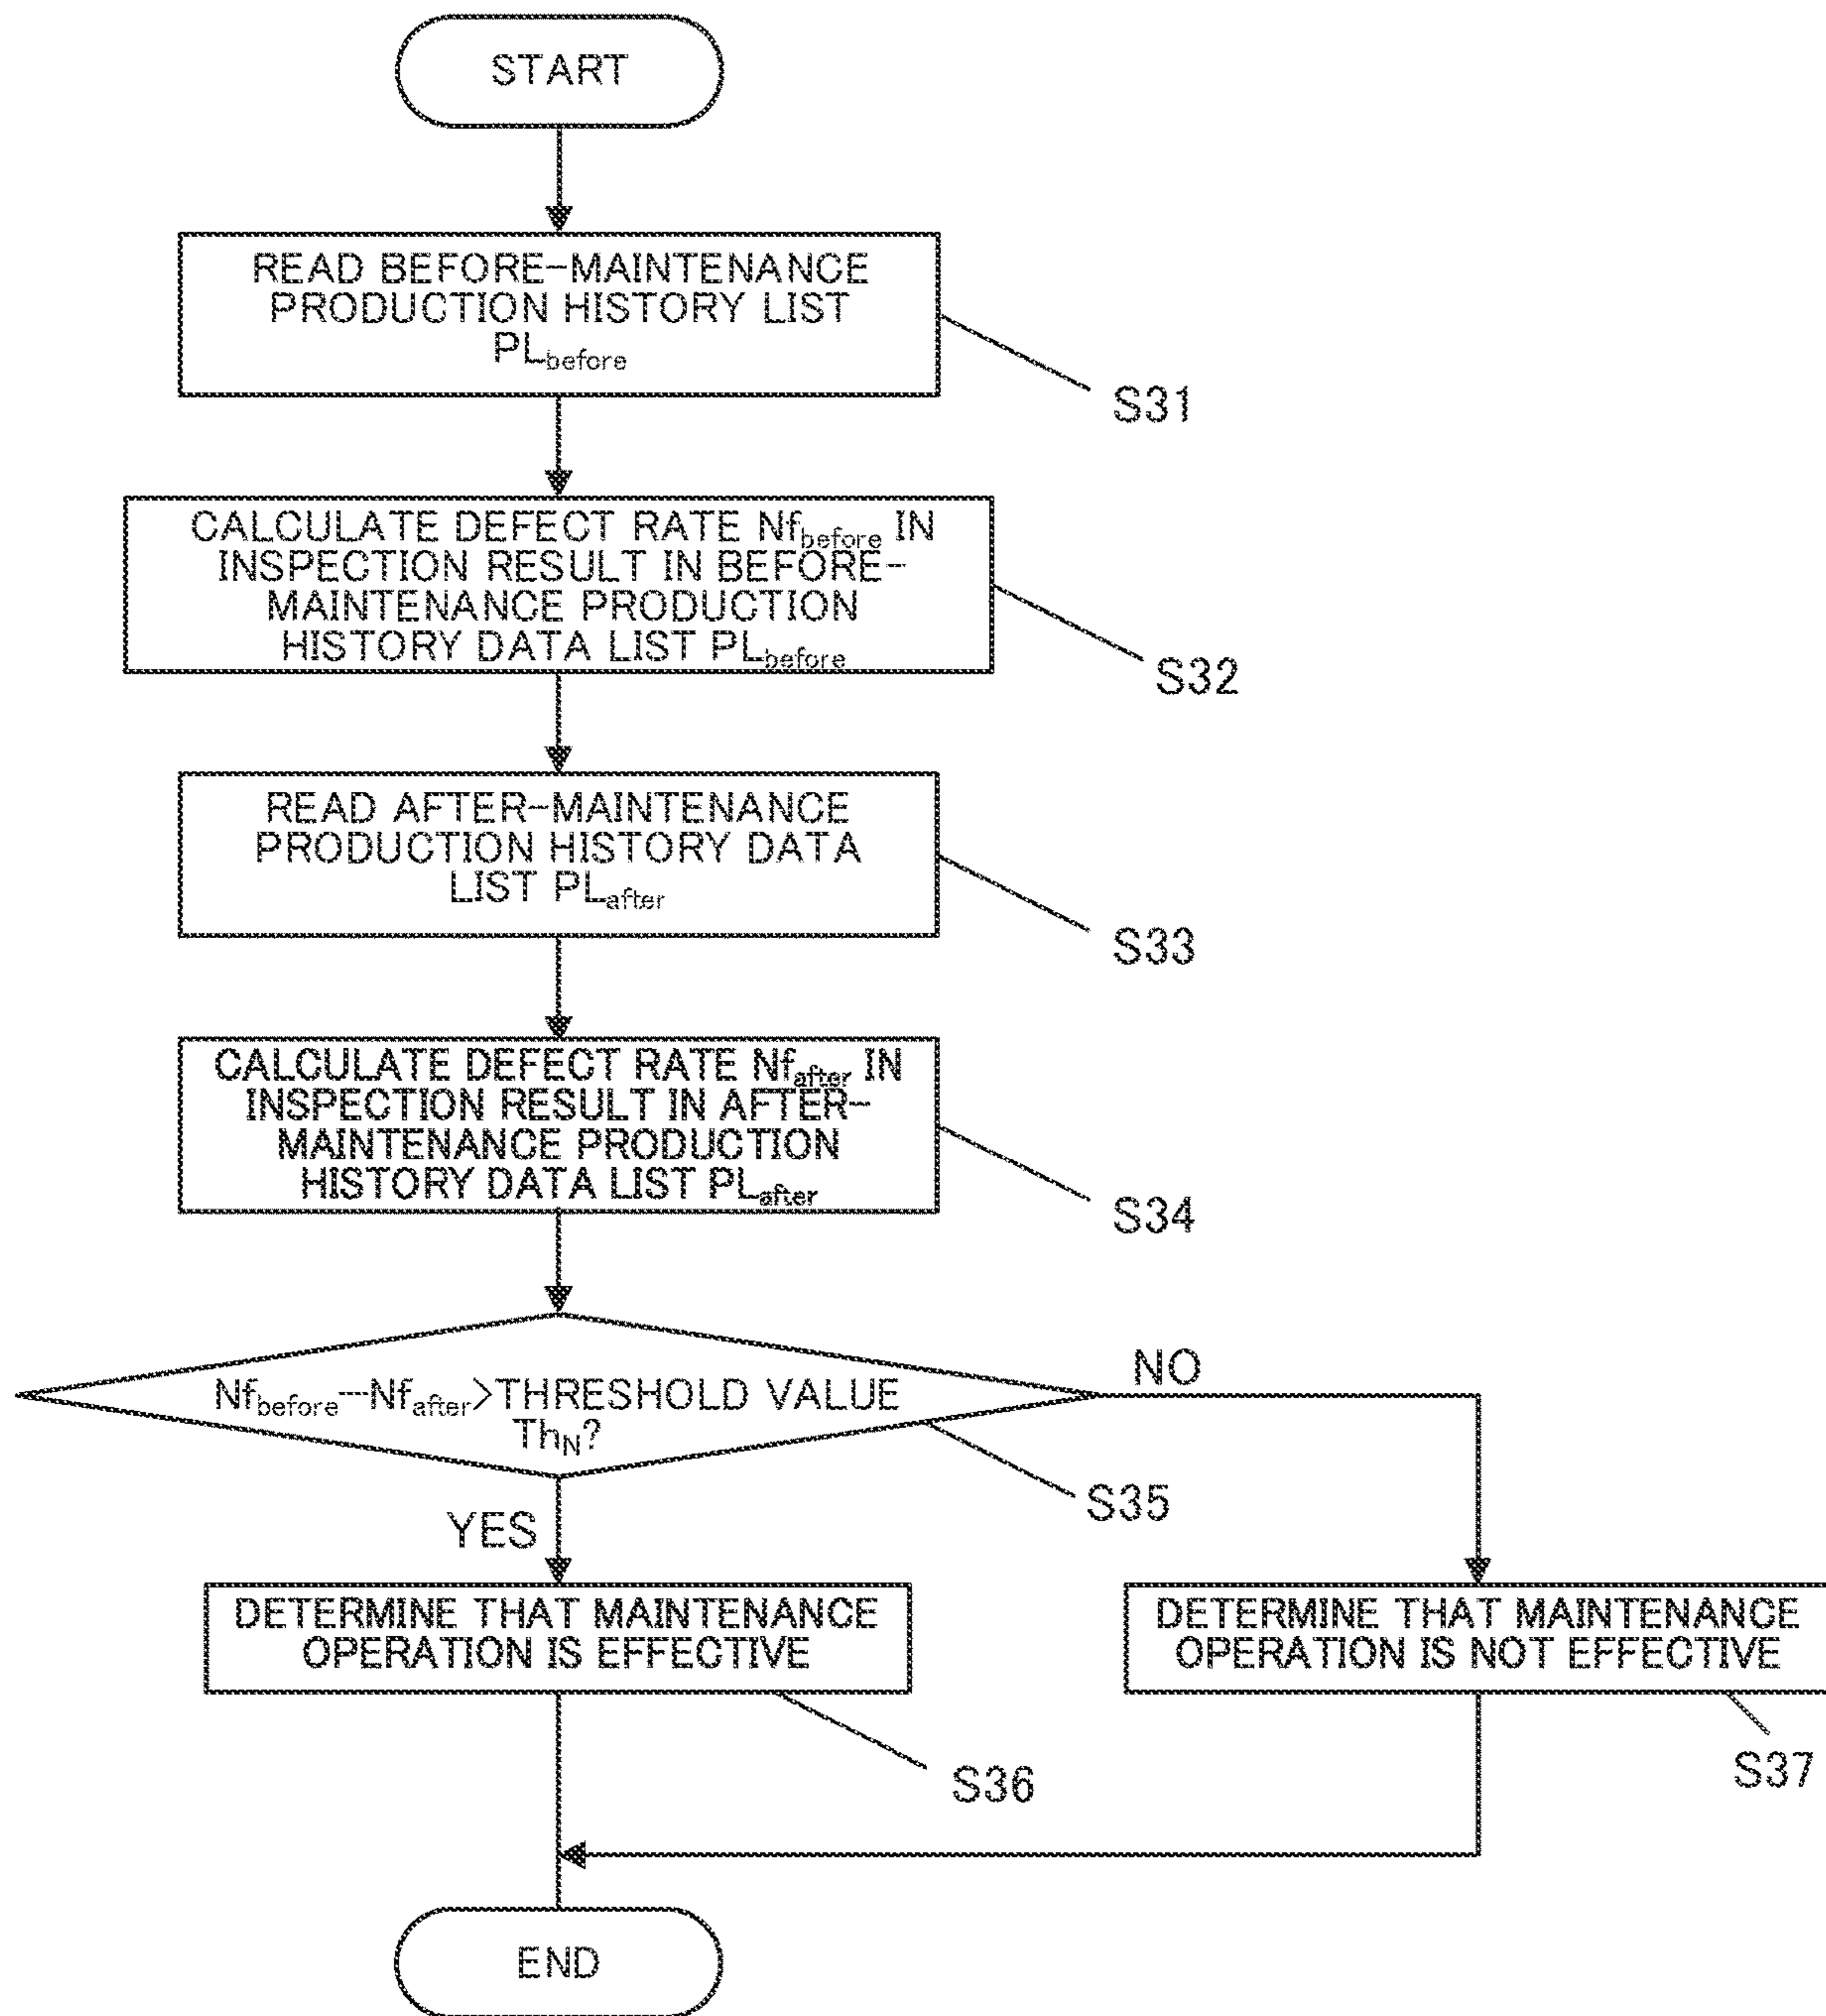 START
READ BEFORE-MAINTENANCE
PRODUCTION HISTORY LIST
PLbefore
S31
CALCULATE DEFECT RATE Nfbefore IN
INSPECTION RESULT IN BEFORE-
MAINTENANCE PRODUCTION
HISTORY DATA LIST PLbefore
S32
READ AFTER-MAINTENANCE
PRODUCTION HISTORY DATA
LIST PLafter
S33
CALCULATE DEFECT RATE Nfafter IN
INSPECTION RESULT IN AFTER-
MAINTENANCE PRODUCTION
HISTORY DATA LIST PLafter
S34
Nfbefore-Nfafter>THRESHOLD VALUE
ThN?
NO
S35
YES
DETERMINE THAT MAINTENANCE
OPERATION IS EFFECTIVE
S36
DETERMINE THAT MAINTENANCE
OPERATION IS NOT EFFECTIVE
S37
END